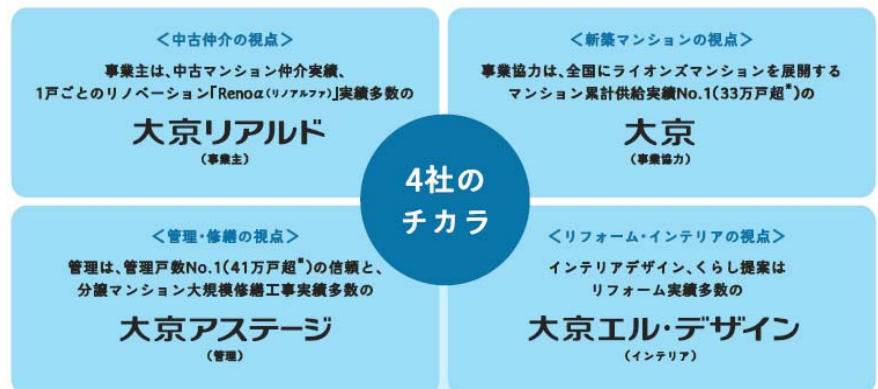 <中古仲介の視点>
事業主は、中古マンション仲介実績、
1戸ごとのリノベーション「Renoα(リノアルファ)」実績多数の
大京リアルド
(事業主)
<新築マンションの視点>
事業協力は、全国にライオンズマンションを展開する
マンション累計供給実績No.1(33万戸超*)の
大京
(事業協力)
4社の
チカラ
<管理・修繕の視点>
管理は、管理戸数No.1(41万戸超*)の信頼と、
分譲マンション大規模修繕工事実績多数の
大京アステージ
(管理)
<リフォーム・インテリアの視点>
インテリアデザイン、くらし提案は
リフォーム実績多数の
大京エル・デザイン
(インテリア)